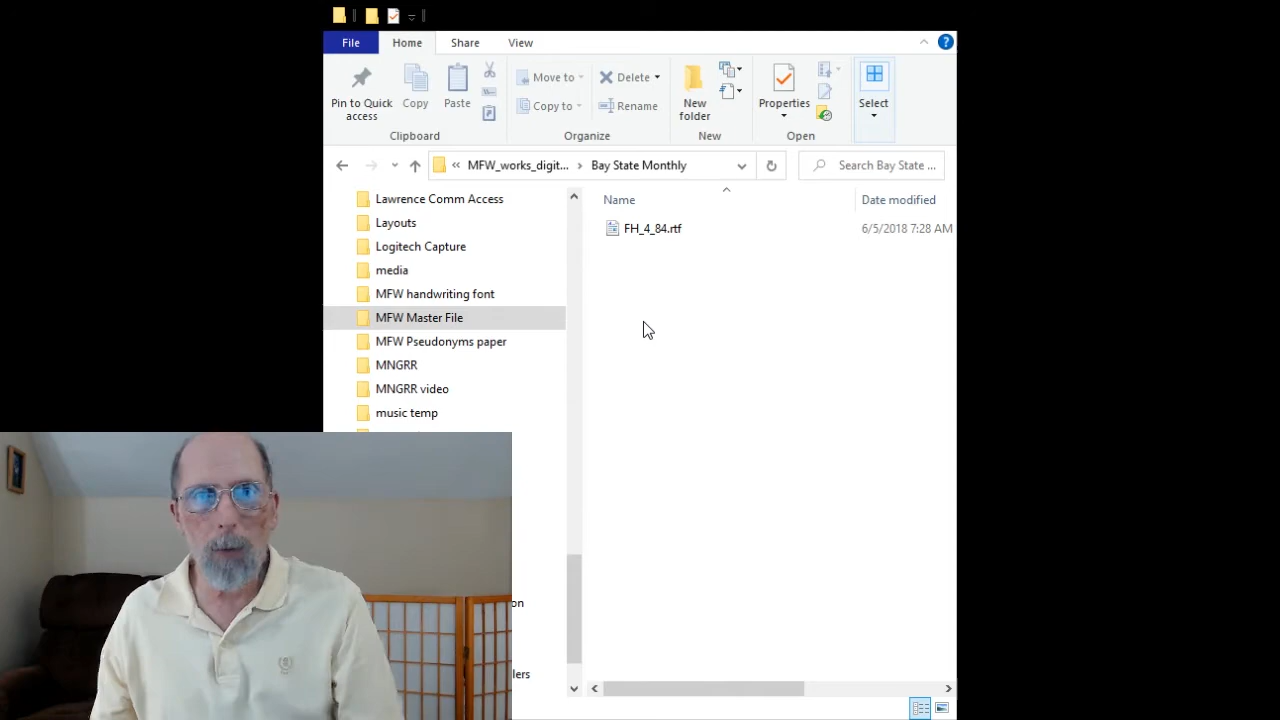 File Home Share View
Pin to Quick access
Copy
Paste
Move to
Copy to
Delete
Rename
New folder
Properties
Select
Clipboard Organize New Open
« MFW_works_digit... › Bay State Monthly
Search Bay State ...
Name Date modified
FH_4_84.rtf 6/5/2018 7:28 AM
Lawrence Comm Access
Layouts
Logitech Capture
media
MFW handwriting font
MFW Master File
MFW Pseudonyms paper
MNGRR
MNGRR video
music temp
on
lers